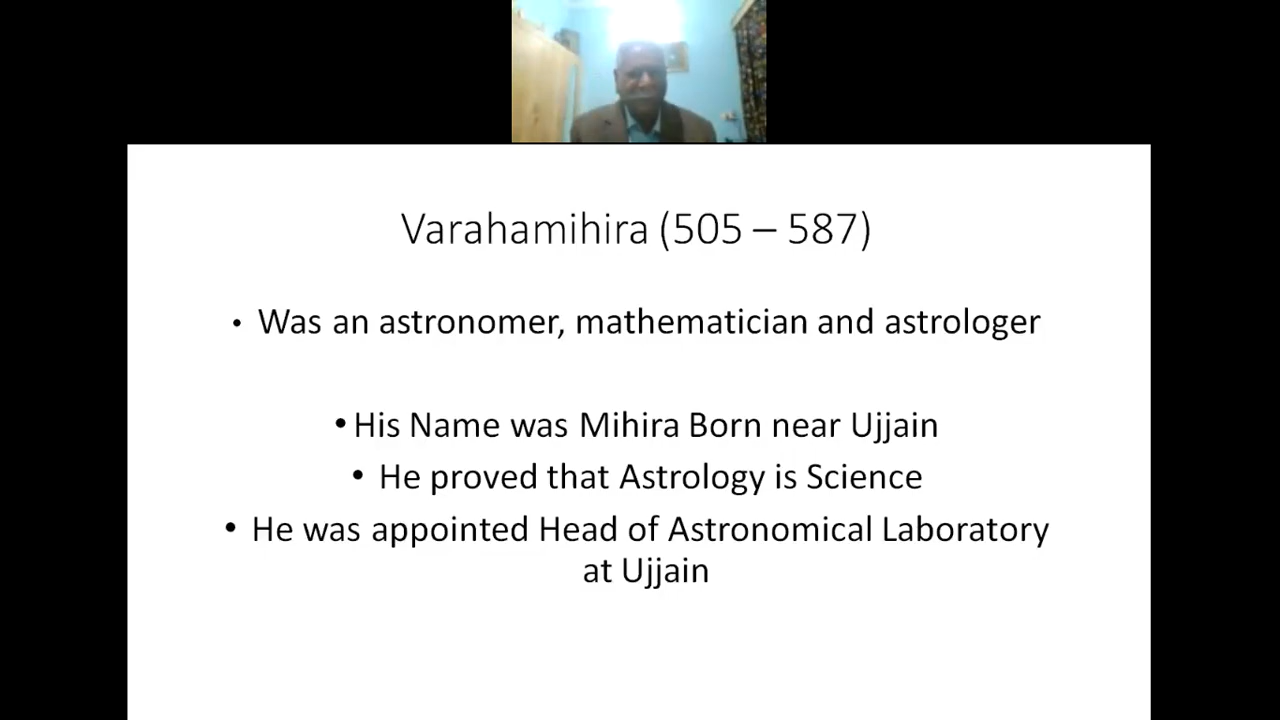 Varahamihira (505 – 587)
• Was an astronomer, mathematician and astrologer
• His Name was Mihira Born near Ujjain
• He proved that Astrology is Science
• He was appointed Head of Astronomical Laboratory
at Ujjain